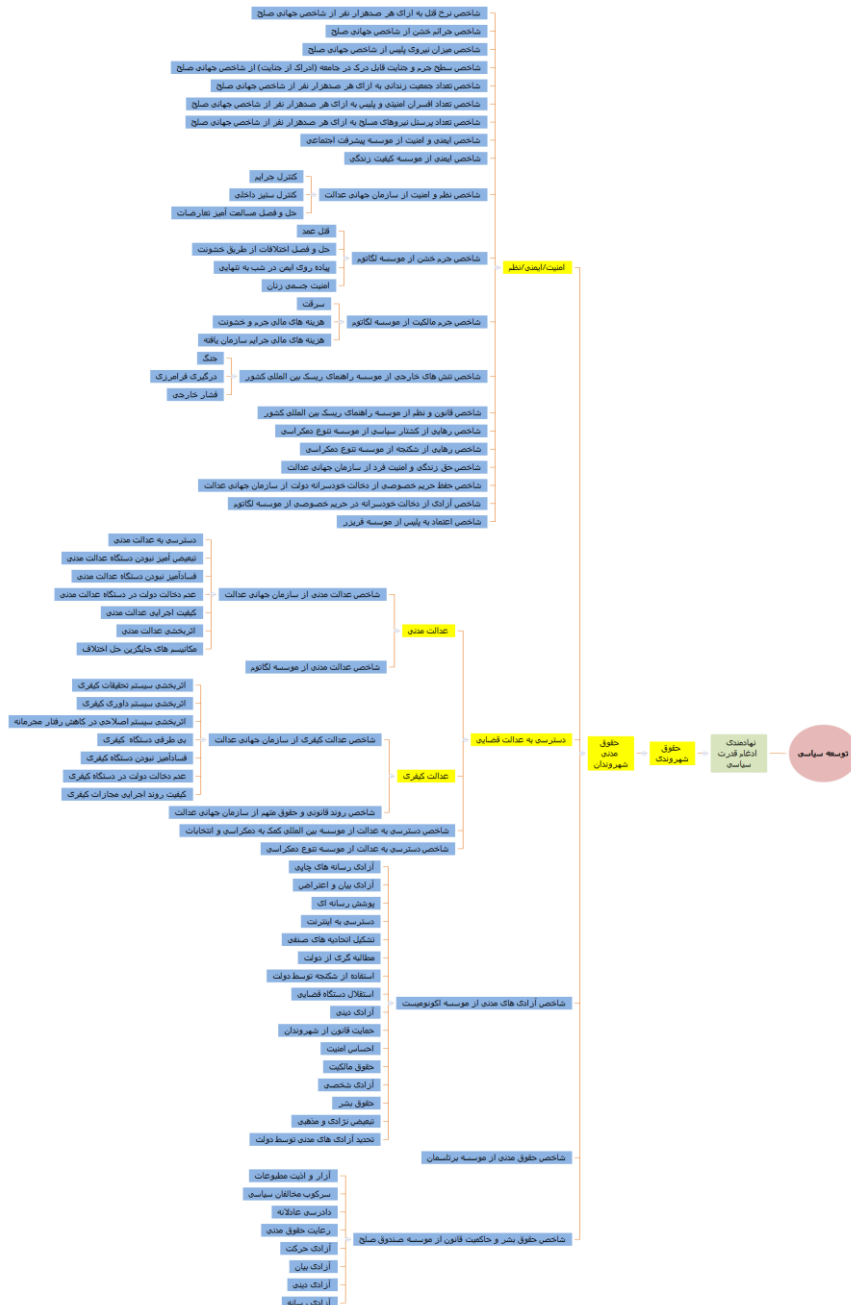 توسعه سیاسی
نهادمندی
ادغام قدرت
سیاسی
حقوق
شهروندی
حقوق
مدنی
شهروندان
امنیت/ایمنی/نظم
شاخص نرخ قتل به ازای هر صدهزار نفر از شاخص جهانی صلح
شاخص جرائم خشن از شاخص جهانی صلح
شاخص میزان نیروی پلیس از شاخص جهانی صلح
شاخص سطح جرم و جنایت قابل درک در جامعه (ادراک از جنایت) از شاخص جهانی صلح
شاخص تعداد جمعیت زندانی به ازای هر صدهزار نفر از شاخص جهانی صلح
شاخص تعداد افسران امنیتی و پلیس به ازای هر صدهزار نفر از شاخص جهانی صلح
شاخص تعداد پرسنل نیروهای مسلح به ازای هر صدهزار نفر از شاخص جهانی صلح
شاخص ایمنی و امنیت از موسسه پیشرفت اجتماعی
شاخص ایمنی از موسسه کیفیت زندگی
شاخص نظم و امنیت از سازمان جهانی عدالت
کنترل جرایم
کنترل ستیز داخلی
حل و فصل مسالمت آمیز تعارضات
شاخص جرم خشن از موسسه لگاتوم
قتل عمد
حل و فصل اختلافات از طریق خشونت
پیاده روی ایمن در شب به تنهایی
امنیت جسمی زنان
شاخص جرم مالکیت از موسسه لگاتوم
سرقت
هزینه های مالی جرم و خشونت
هزینه های مالی جرایم سازمان یافته
شاخص تنش های خارجی از موسسه راهنمای ریسک بین المللی کشور
جنگ
درگیری فرامرزی
فشار خارجی
شاخص قانون و نظم از موسسه راهنمای ریسک بین المللی کشور
شاخص رهایی از کشتار سیاسی از موسسه تنوع دمکراسی
شاخص رهایی از شکنجه از موسسه تنوع دمکراسی
شاخص حق زندگی و امنیت فرد از سازمان جهانی عدالت
شاخص حفظ حریم خصوصی از دخالت خودسرانه دولت از سازمان جهانی عدالت
شاخص آزادی از دخالت خودسرانه در حریم خصوصی از موسسه لگاتوم
شاخص اعتماد به پلیس از موسسه فریزر
دسترسی به عدالت قضایی
عدالت مدنی
شاخص عدالت مدنی از سازمان جهانی عدالت
دسترسی به عدالت مدنی
تبعیض آمیز نبودن دستگاه عدالت مدنی
فسادآمیز نبودن دستگاه عدالت مدنی
عدم دخالت دولت در دستگاه عدالت مدنی
کیفیت اجرایی عدالت مدنی
اثربخشی عدالت مدنی
مکانیسم های جایگزین حل اختلاف
شاخص عدالت مدنی از موسسه لگاتوم
عدالت کیفری
شاخص عدالت کیفری از سازمان جهانی عدالت
اثربخشی سیستم تحقیقات کیفری
اثربخشی سیستم داوری کیفری
اثربخشی سیستم اصلاحی در کاهش رفتار مجرمانه
بی طرفی دستگاه کیفری
فسادآمیز نبودن دستگاه کیفری
عدم دخالت دولت در دستگاه کیفری
کیفیت روند اجرایی مجازات کیفری
شاخص روند قانونی و حقوق متهم از سازمان جهانی عدالت
شاخص دسترسی به عدالت از موسسه بین المللی کمک به دمکراسی و انتخابات
شاخص دسترسی به عدالت از موسسه تنوع دمکراسی
شاخص آزادی های مدنی از موسسه اکونومیست
آزادی رسانه های چاپی
آزادی بیان و اعتراض
پوشش رسانه ای
دسترسی به اینترنت
تشکیل اتحادیه های صنفی
مطالبه گری از دولت
استفاده از شکنجه توسط دولت
استقلال دستگاه قضایی
آزادی دینی
حمایت قانون از شهروندان
احساس امنیت
حقوق مالکیت
آزادی شخصی
حقوق بشر
تبعیض نژادی و مذهبی
تحدید آزادی های مدنی توسط دولت
شاخص حقوق مدنی از موسسه برتلسمان
شاخص حقوق بشر و حاکمیت قانون از موسسه صندوق صلح
آزار و اذیت مطبوعات
سرکوب مخالفان سیاسی
دادرسی عادلانه
رعایت حقوق مدنی
آزادی حرکت
آزادی بیان
آزادی دینی
آزادی رسانه